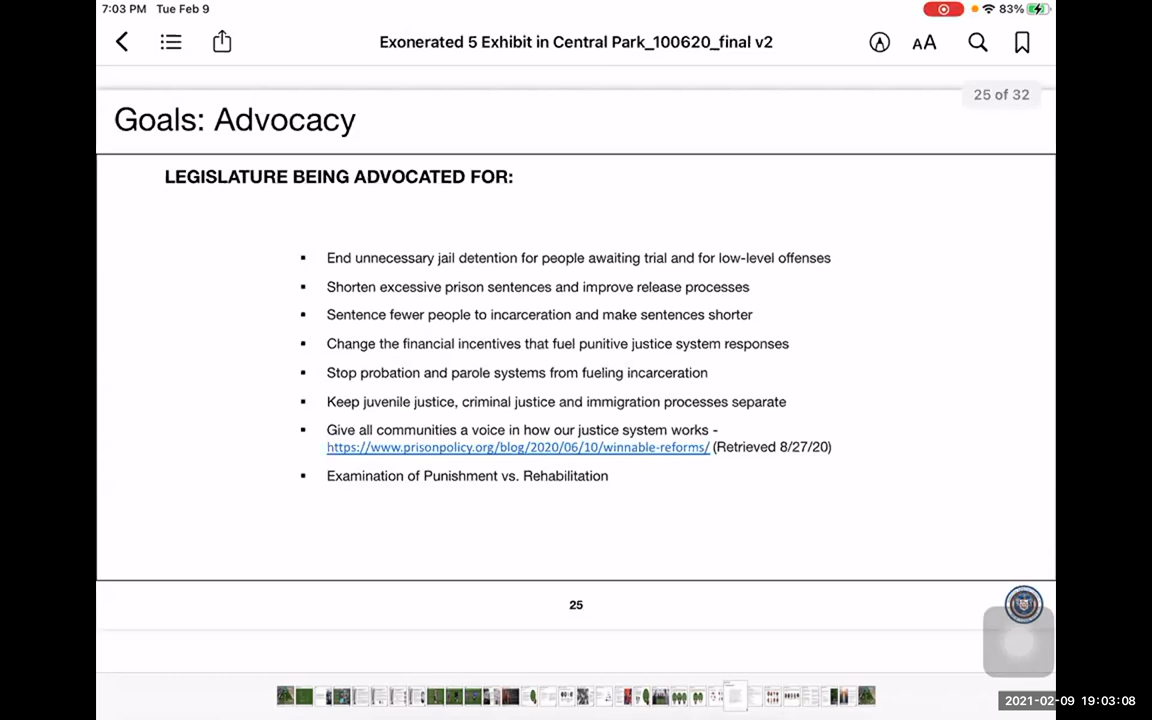 7:03 PM Tue Feb 9
83%
Exonerated 5 Exhibit in Central Park_100620_final v2
AA
25 of 32
Goals: Advocacy
LEGISLATURE BEING ADVOCATED FOR:
▪ End unnecessary jail detention for people awaiting trial and for low-level offenses
▪ Shorten excessive prison sentences and improve release processes
▪ Sentence fewer people to incarceration and make sentences shorter
▪ Change the financial incentives that fuel punitive justice system responses
▪ Stop probation and parole systems from fueling incarceration
▪ Keep juvenile justice, criminal justice and immigration processes separate
▪ Give all communities a voice in how our justice system works -
https://www.prisonpolicy.org/blog/2020/06/10/winnable-reforms/ (Retrieved 8/27/20)
▪ Examination of Punishment vs. Rehabilitation
25
2021-02-09 19:03:08